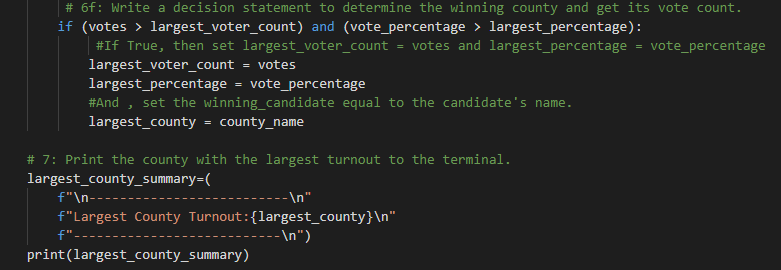 # 6f: Write a decision statement to determine the winning county and get its vote count.
if (votes > largest_voter_count) and (vote_percentage > largest_percentage):
#If True, then set largest_voter_count = votes and largest_percentage = vote_percentage
largest_voter_count = votes
largest_percentage = vote_percentage
#And , set the winning_candidate equal to the candidate's name.
largest_county = county_name
# 7: Print the county with the largest turnout to the terminal.
largest_county_summary=(
f"\n--------------------------\n"
f"Largest County Turnout:{largest_county}\n"
f"---------------------------\n")
print(largest_county_summary)